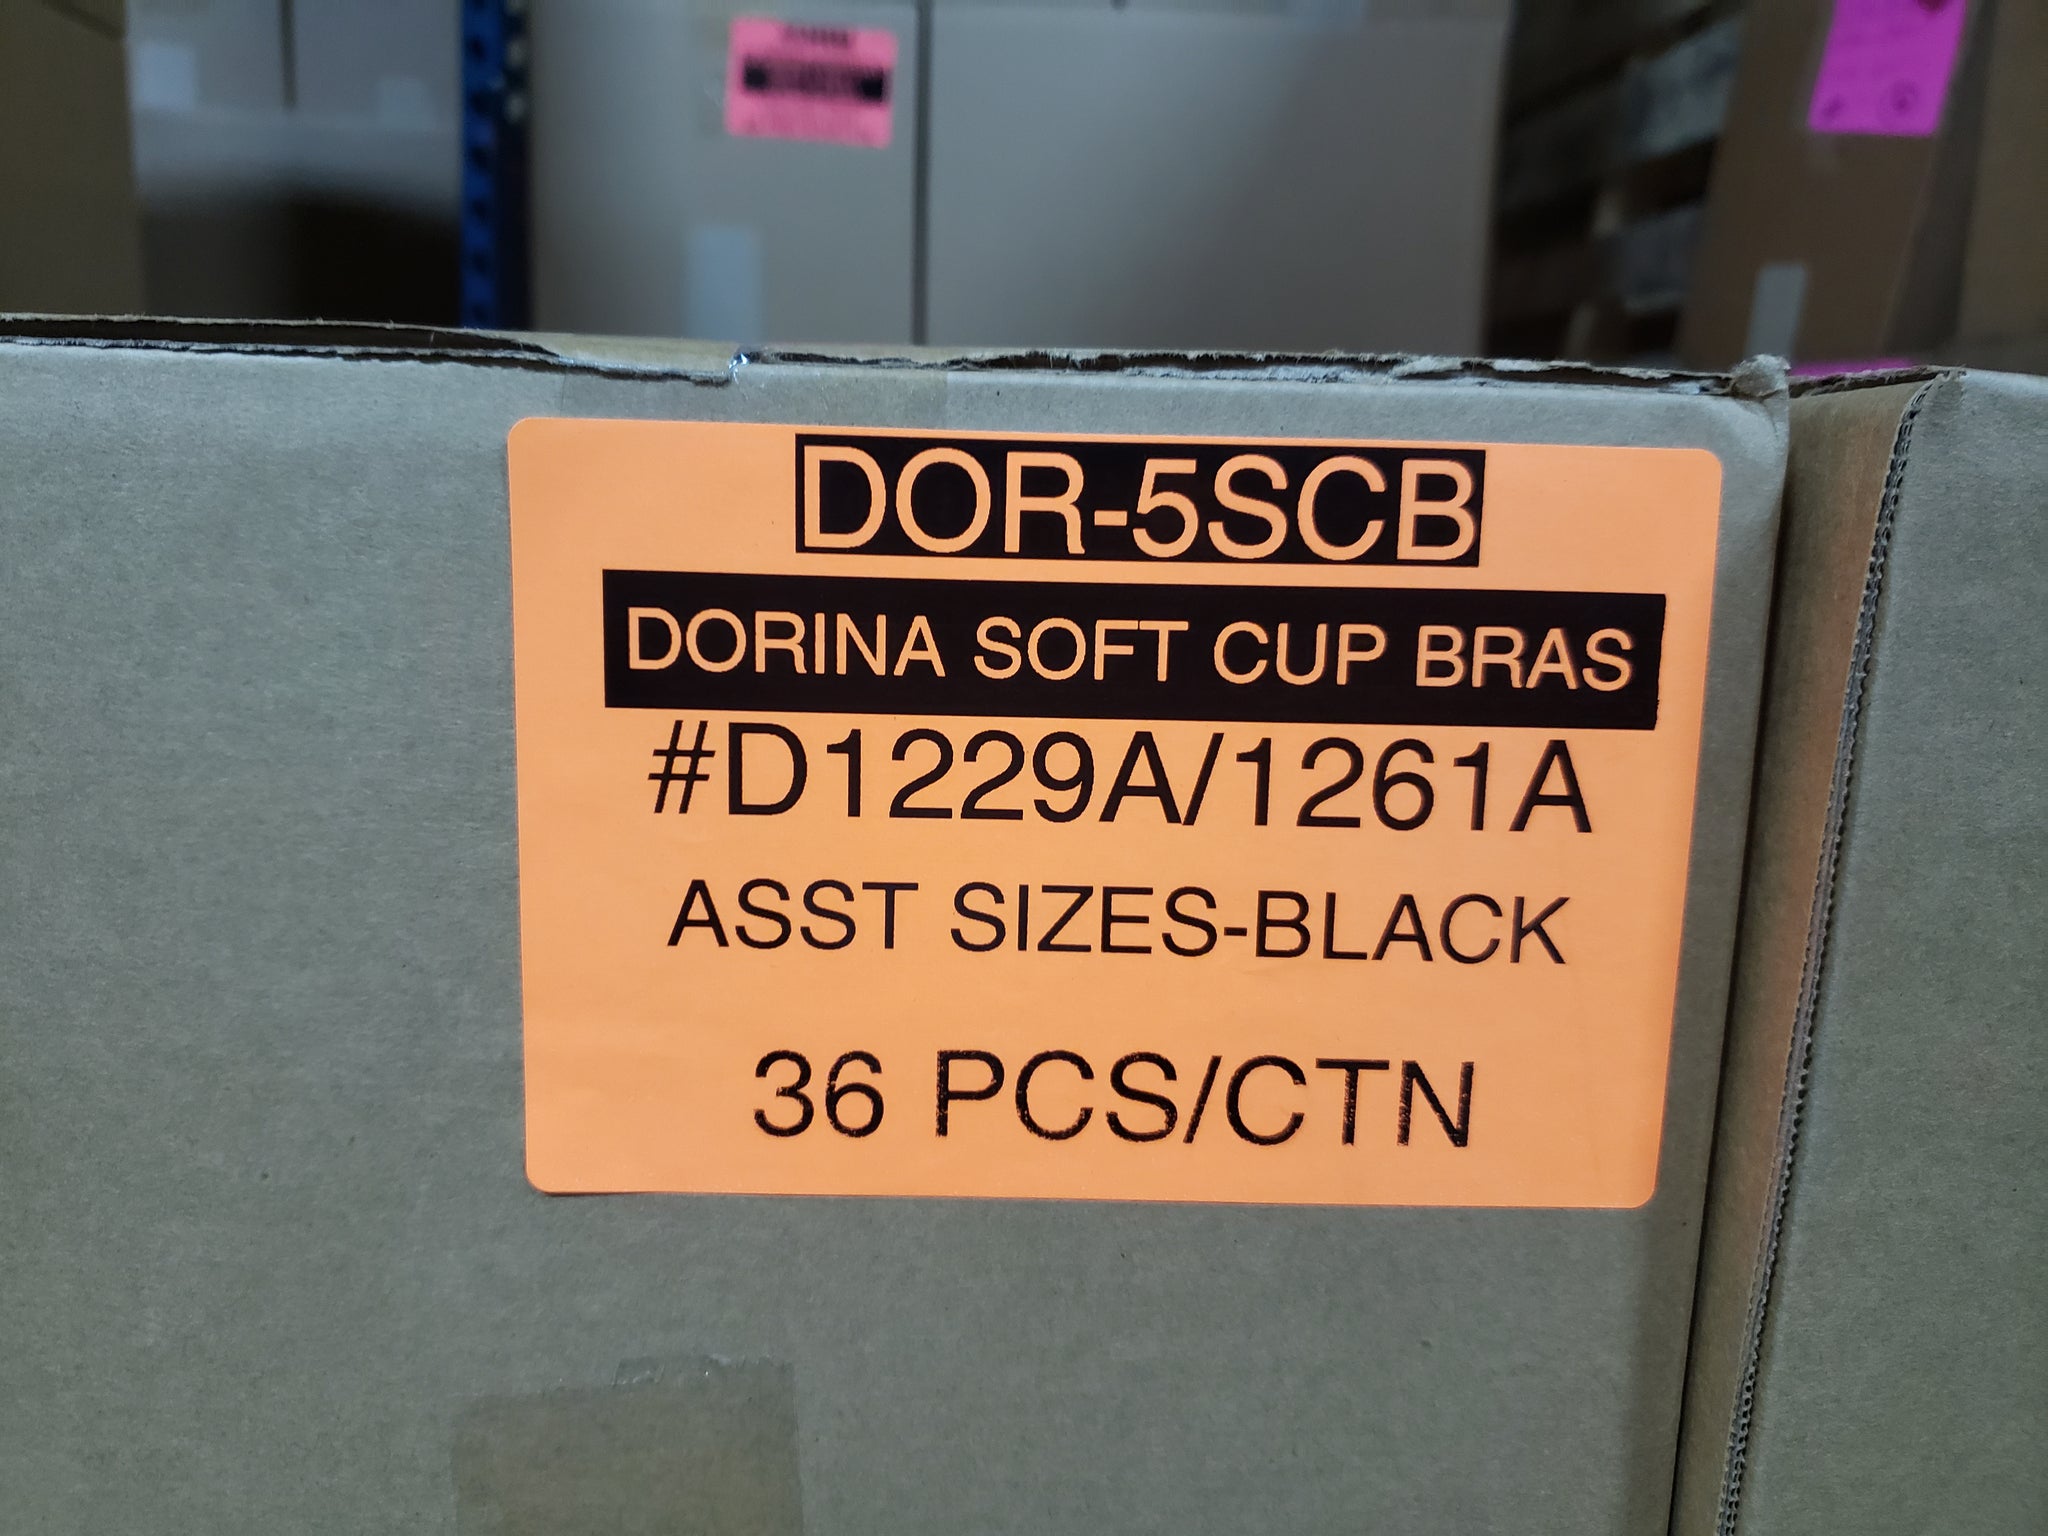 DOR-5SCB
DORINA SOFT CUP BRAS
#D1229A/1261A
ASST SIZES-BLACK
36 PCS/CTN